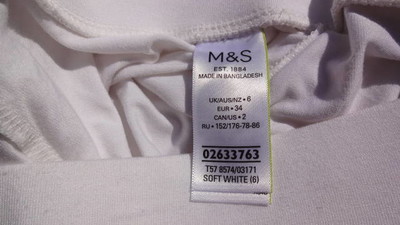 M&S
EST. 1884
MADE IN BANGLADESH
UK/AUS/NZ • 6
EUR • 34
CAN/US • 2
RU • 152/176-78-86
02633763
T57 8574/03171
SOFT WHITE (6)